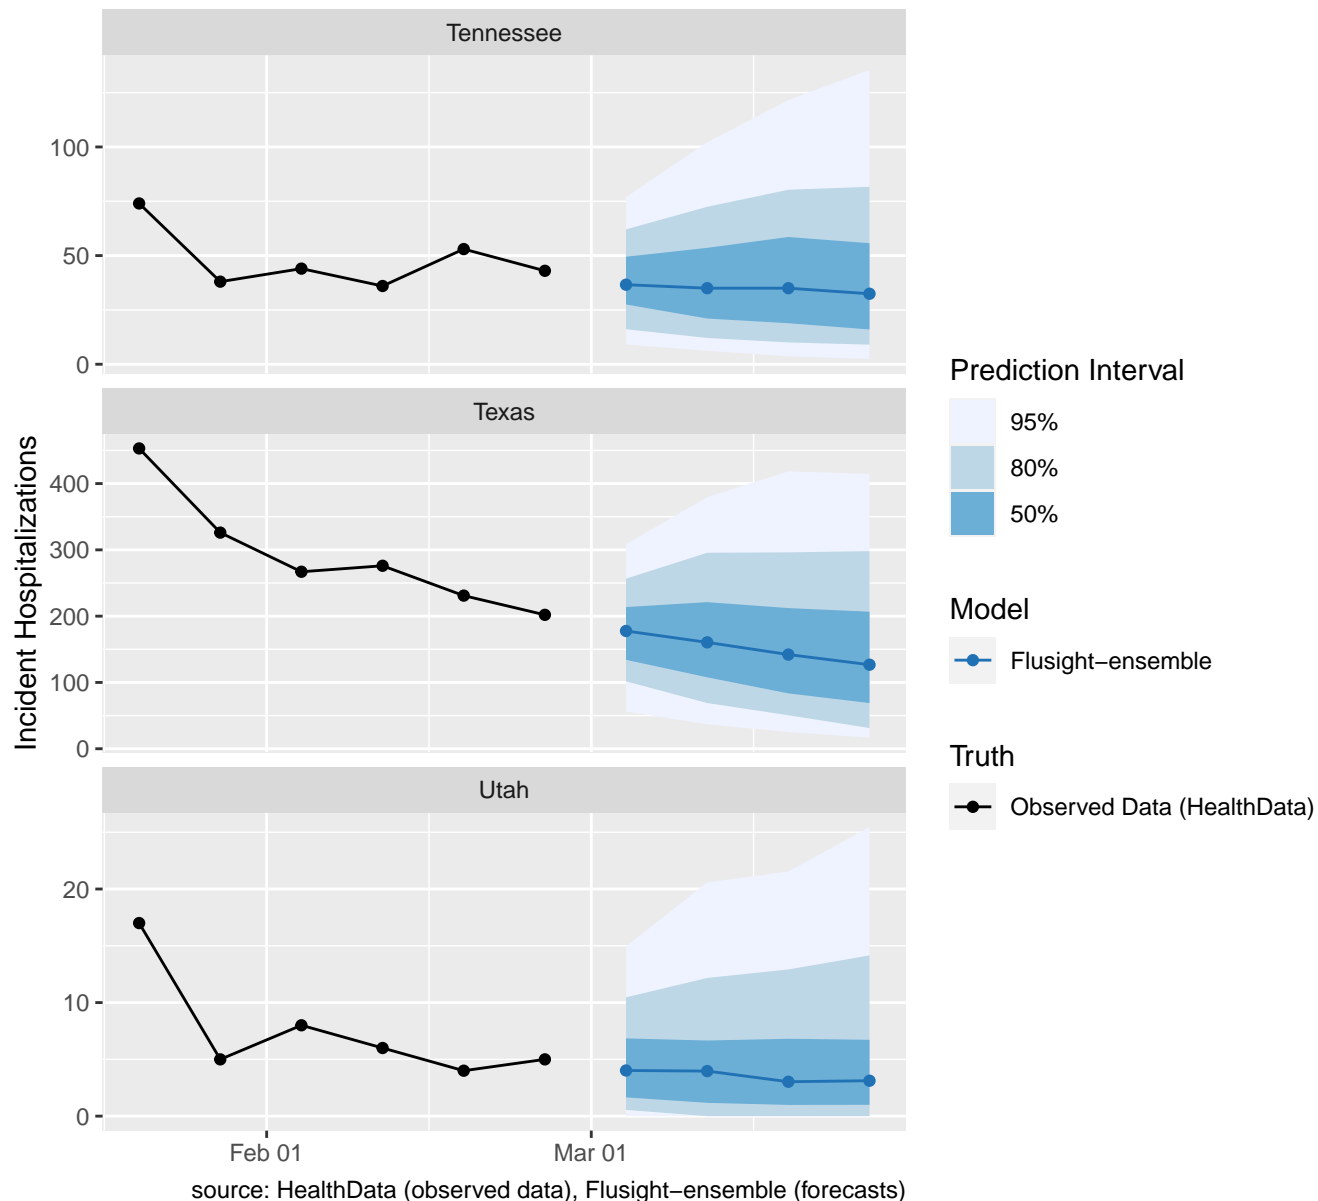 Tennessee
100
50
0
Texas
400
300
200
100
0
Utah
20
10
0
Feb 01
Mar 01
Incident Hospitalizations
source: HealthData (observed data), Flusight−ensemble (forecasts)
Prediction Interval
95%
80%
50%
Model
Flusight−ensemble
Truth
Observed Data (HealthData)